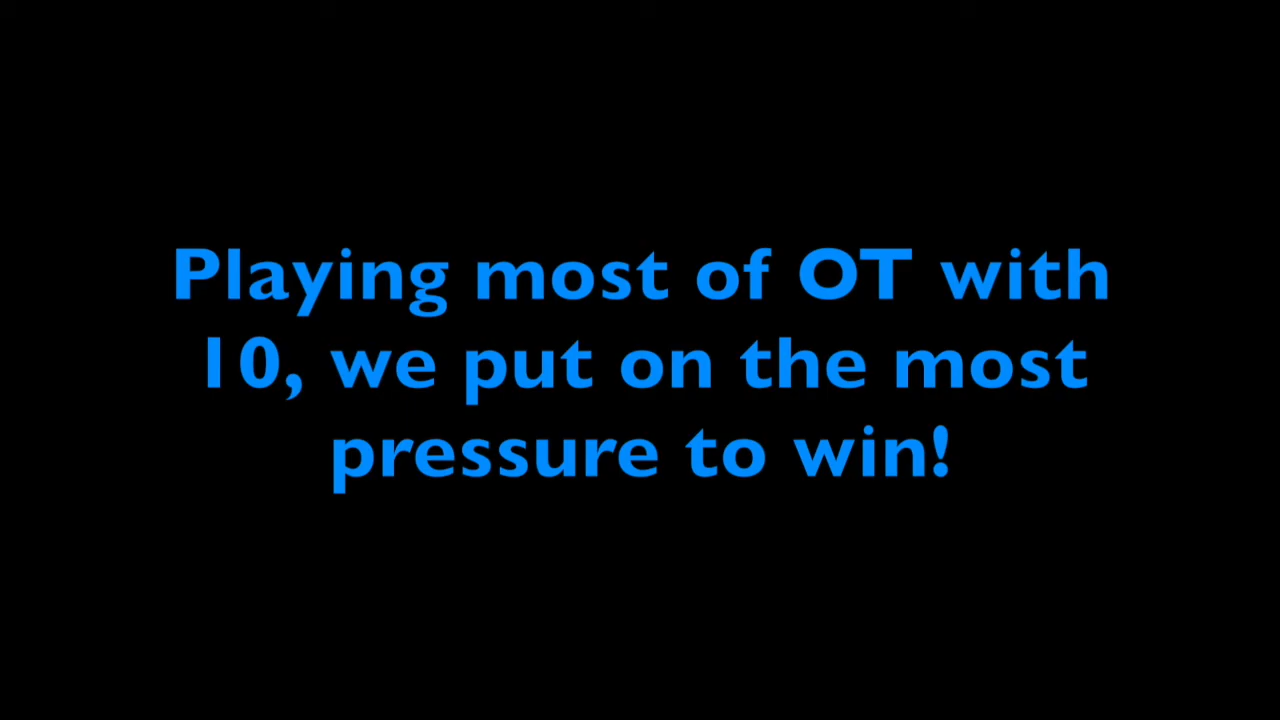 Playing most of OT with
10, we put on the most
pressure to win!